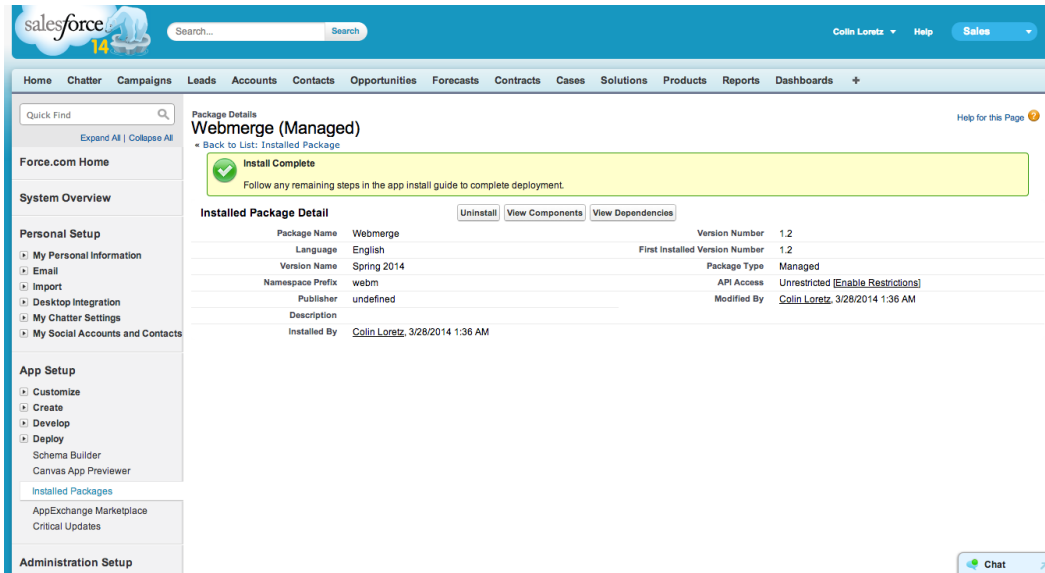 salesforce
14
Search...
Search
Colin Loretz
Help
Sales
Home Chatter Campaigns Leads Accounts Contacts Opportunities Forecasts Contracts Cases Solutions Products Reports Dashboards +
Quick Find
Expand All | Collapse All
Force.com Home
System Overview
Personal Setup
My Personal Information
Email
Import
Desktop Integration
My Chatter Settings
My Social Accounts and Contacts
App Setup
Customize
Create
Develop
Deploy
Schema Builder
Canvas App Previewer
Installed Packages
AppExchange Marketplace
Critical Updates
Administration Setup
Package Details
Webmerge (Managed)
« Back to List: Installed Package
Help for this Page ?
Install Complete
Follow any remaining steps in the app install guide to complete deployment.
Installed Package Detail
Uninstall View Components View Dependencies
Package Name Webmerge Version Number 1.2
Language English First Installed Version Number 1.2
Version Name Spring 2014 Package Type Managed
Namespace Prefix webm API Access Unrestricted [Enable Restrictions]
Publisher undefined Modified By Colin Loretz, 3/28/2014 1:36 AM
Description
Installed By Colin Loretz, 3/28/2014 1:36 AM
Chat